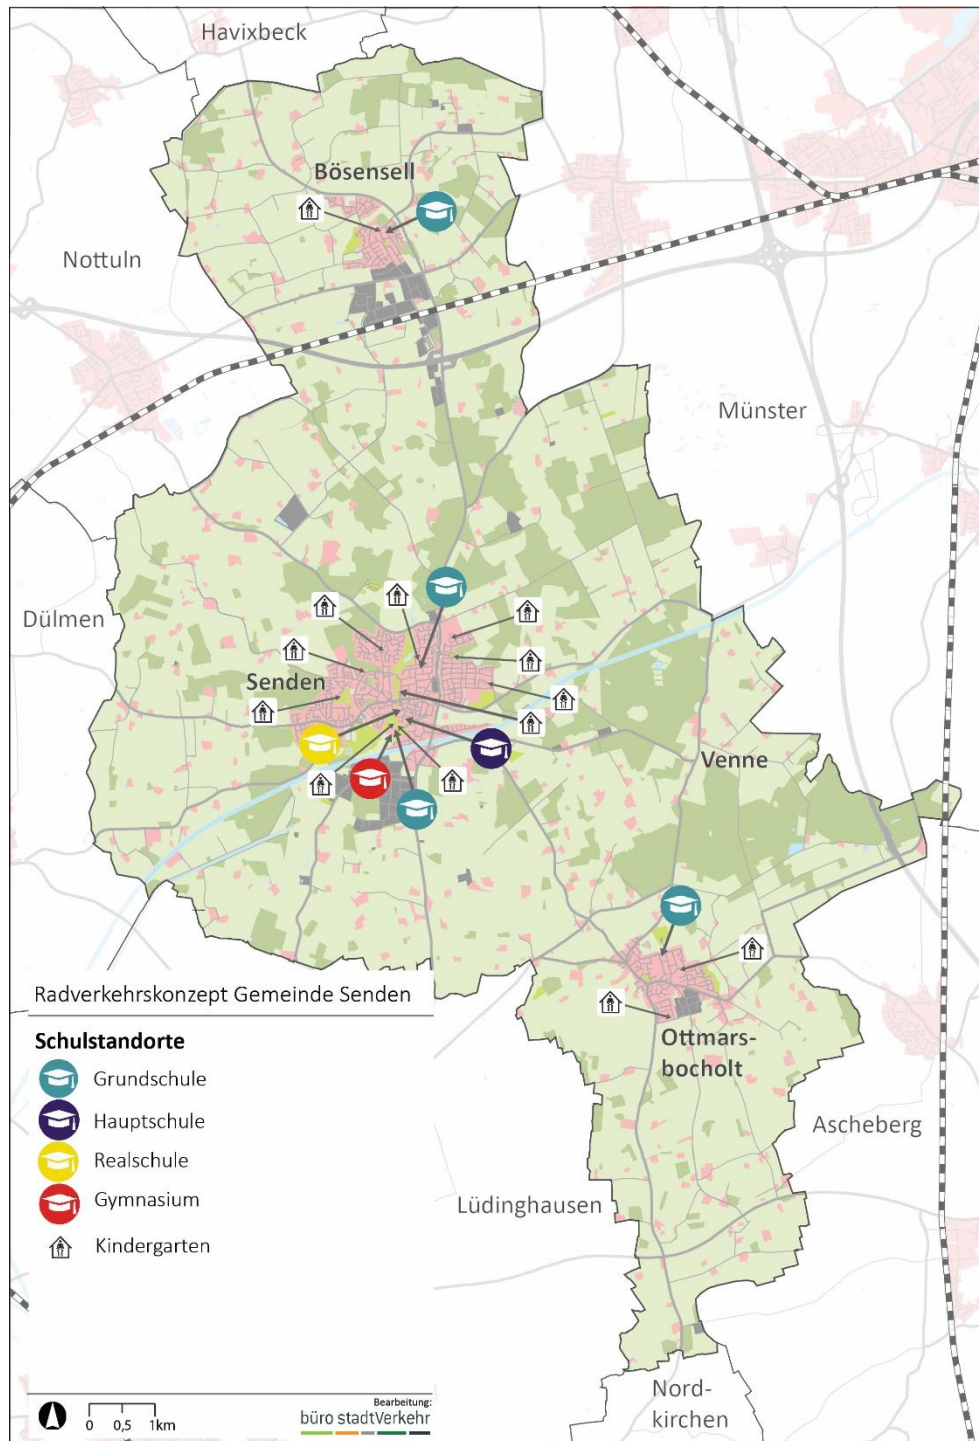 Havixbeck
Bösensell
Nottuln
Münster
Dülmen
Senden
Venne
Radverkehrskonzept Gemeinde Senden
Schulstandorte
Grundschule
Hauptschule
Realschule
Gymnasium
Kindergarten
Ottmars-
bocholt
Ascheberg
Lüdinghausen
Nord-
kirchen
0 0,5 1km
Bearbeitung:
büro stadtVerkehr